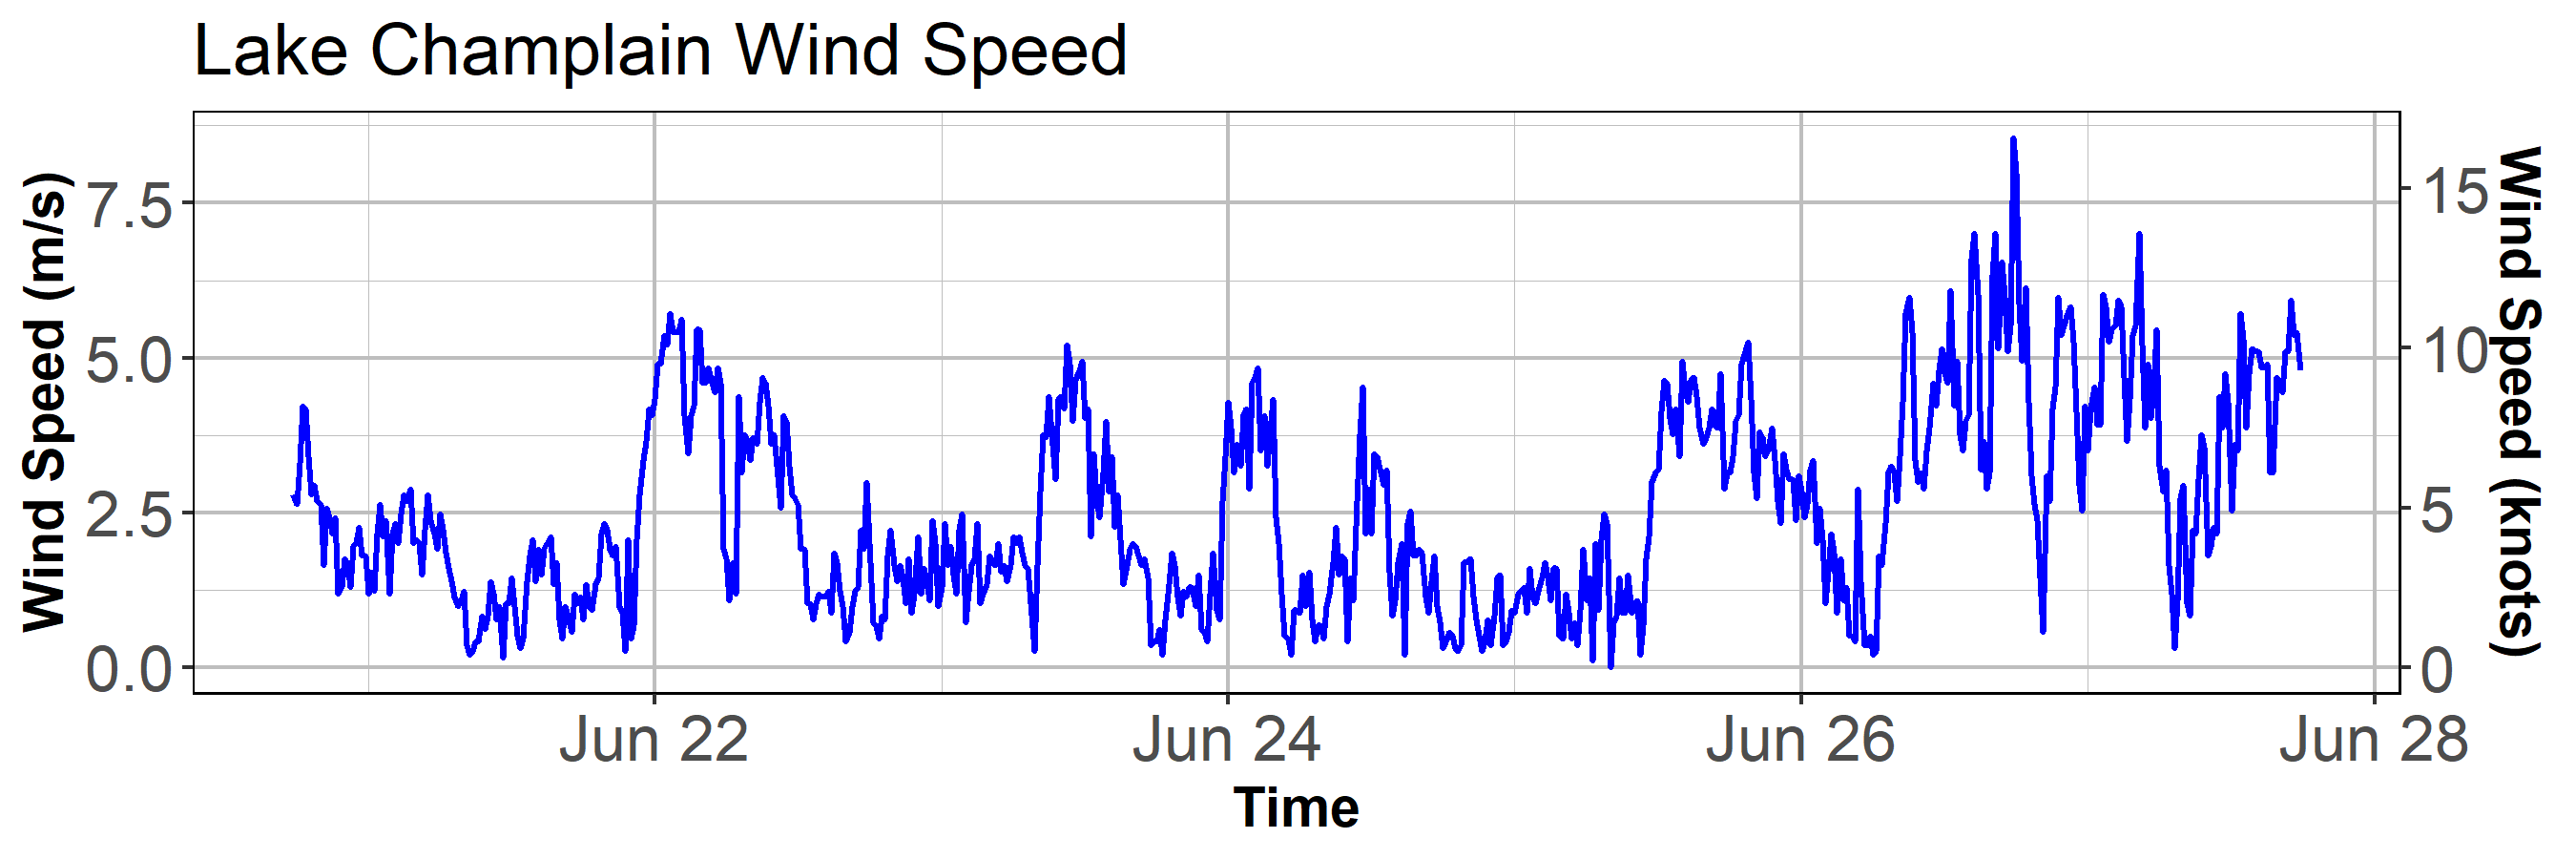 Lake Champlain Wind Speed
Wind Speed (m/s)
7.5
5.0
2.5
0.0
15
10
5
0
Wind Speed (knots)
Jun 22
Jun 24
Jun 26
Jun 28
Time